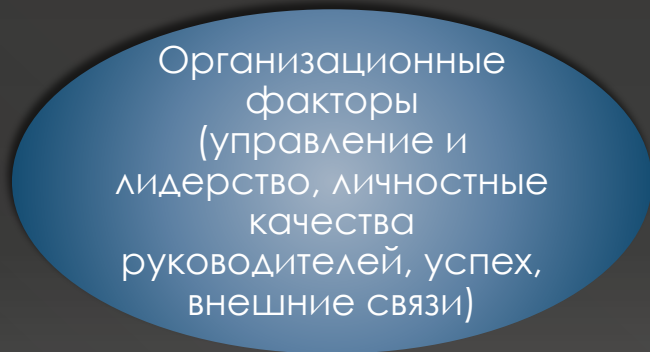 Организационные
факторы
(управление и
лидерство, личностные
качества
руководителей, успех,
внешние связи)